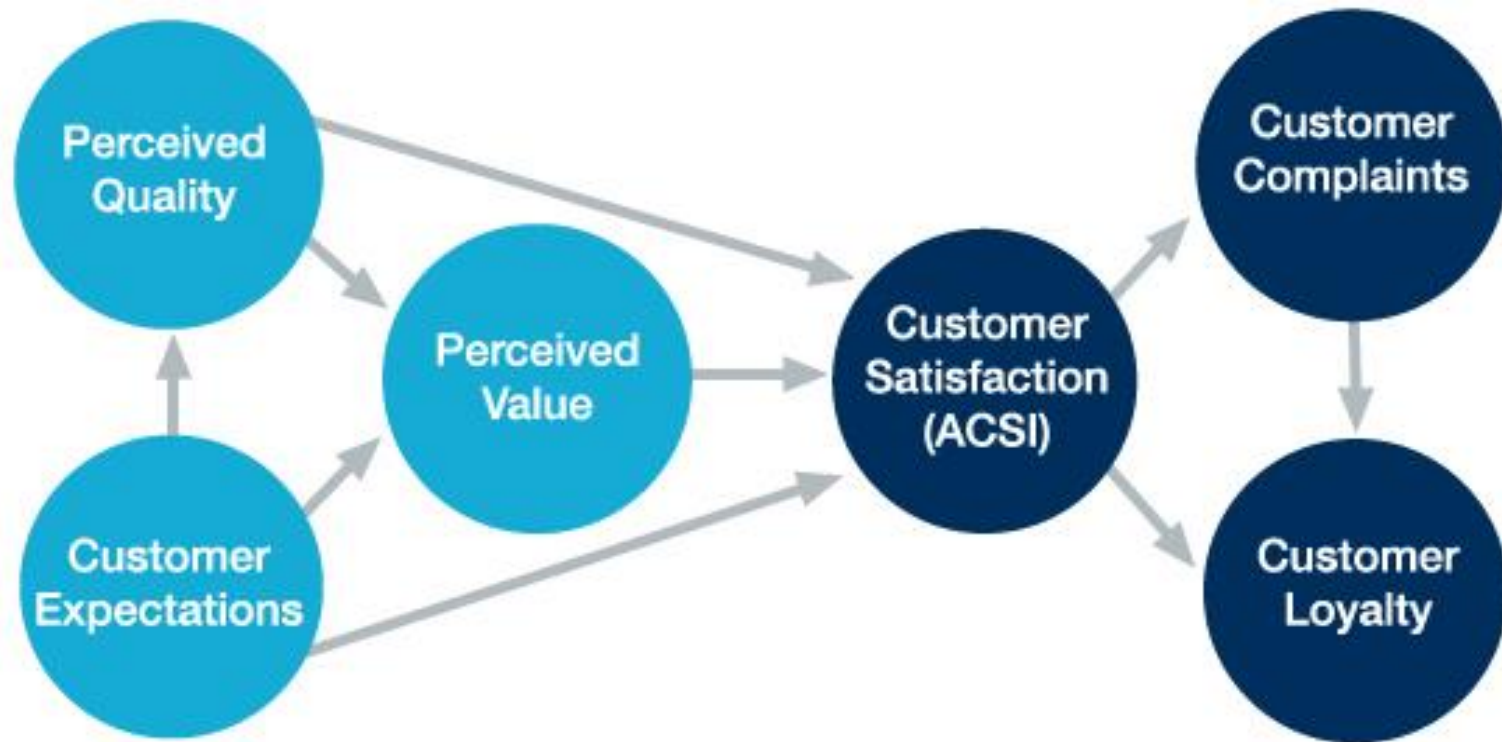 Perceived
Quality
Customer
Expectations
Perceived
Value
Customer
Satisfaction
(ACSI)
Customer
Complaints
Customer
Loyalty